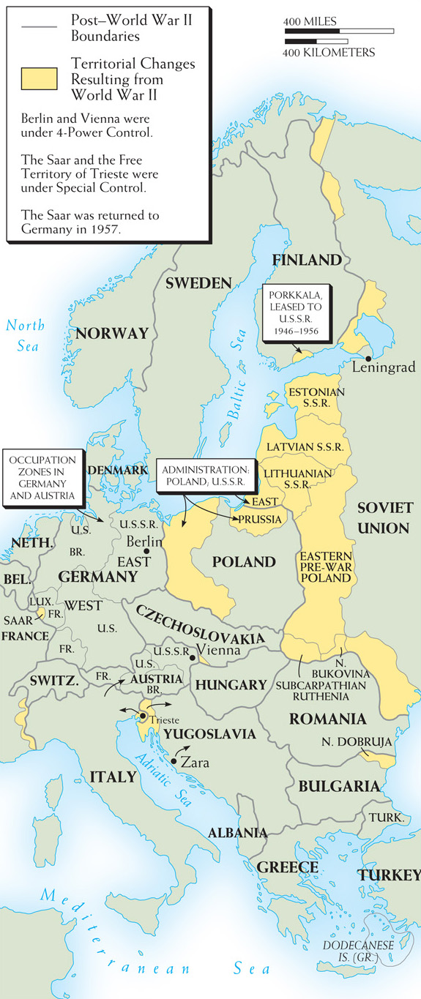 Post–World War II
Boundaries
Territorial Changes
Resulting from
World War II
Berlin and Vienna were
under 4-Power Control.
The Saar and the Free
Territory of Trieste were
under Special Control.
The Saar was returned to
Germany in 1957.
400 MILES
400 KILOMETERS
FINLAND
SWEDEN
PORKKALA,
LEASED TO
U.S.S.R.
1946–1956
North
Sea
NORWAY
Baltic Sea
Leningrad
ESTONIAN
S.S.R.
LATVIAN S.S.R.
LITHUANIAN
S.S.R.
OCCUPATION
ZONES IN
GERMANY
AND AUSTRIA
DENMARK
ADMINISTRATION:
POLAND; U.S.S.R.
EAST
PRUSSIA
SOVIET
UNION
U.S.
U.S.S.R.
NETH.
BR.
Berlin
EAST
POLAND
EASTERN
PRE-WAR
POLAND
GERMANY
BEL.
LUX.
FR.
WEST
SAAR
FRANCE
U.S.
CZECHOSLOVAKIA
FR.
U.S.S.R.
Vienna
U.S.
N.
BUKOVINA
SWITZ.
FR.
AUSTRIA
BR.
HUNGARY
SUBCARPATHIAN
RUTHENIA
ROMANIA
Trieste
YUGOSLAVIA
N. DOBRUJA
Zara
Adriatic Sea
ITALY
BULGARIA
TURK.
ALBANIA
GREECE
TURKEY
Mediterranean Sea
DODECANESE
IS. (GR.)